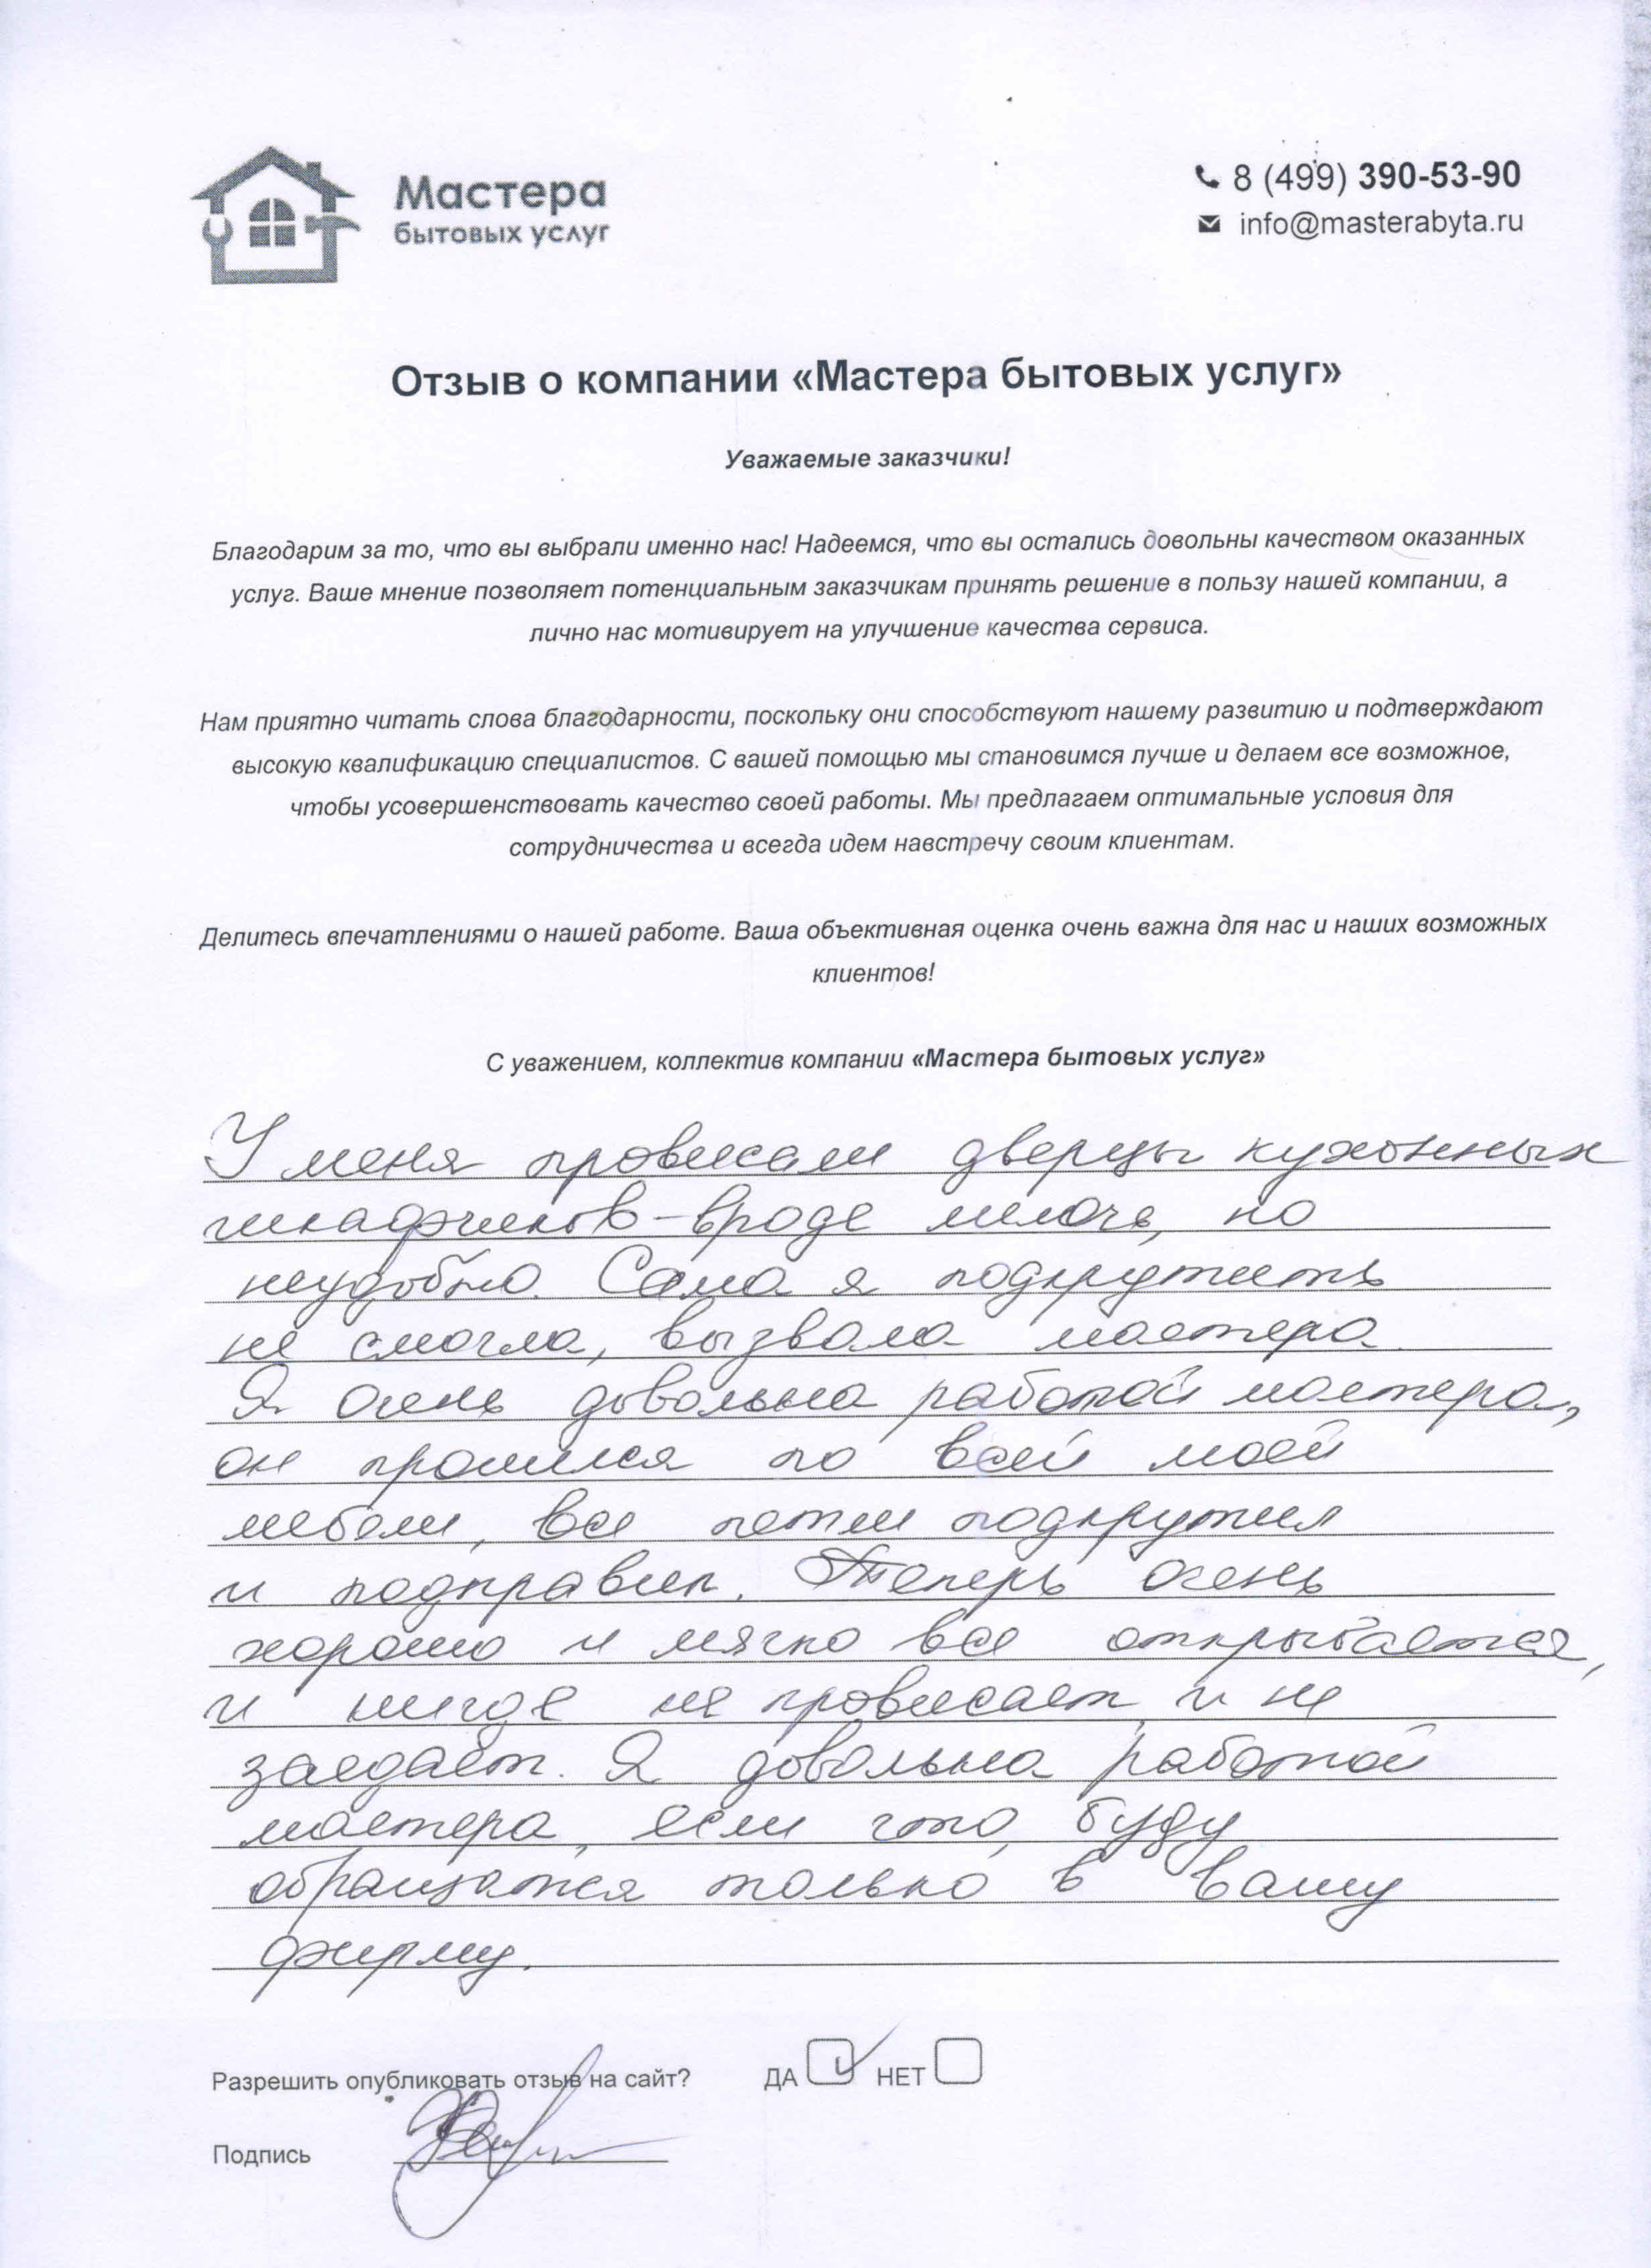 Мастера
бытовых услуг
8 (499) 390-53-90
info@masterabyta.ru
Отзыв о компании «Мастера бытовых услуг»
Уважаемые заказчики!
Благодарим за то, что вы выбрали именно нас! Надеемся, что вы остались довольны качеством оказанных
услуг. Ваше мнение позволяет потенциальным заказчикам принять решение в пользу нашей компании, а
лично нас мотивирует на улучшение качества сервиса.
Нам приятно читать слова благодарности, поскольку они способствуют нашему развитию и подтверждают
высокую квалификацию специалистов. С вашей помощью мы становимся лучше и делаем все возможное,
чтобы усовершенствовать качество своей работы. Мы предлагаем оптимальные условия для
сотрудничества и всегда идем навстречу своим клиентам.
Делитесь впечатлениями о нашей работе. Ваша объективная оценка очень важна для нас и наших возможных
клиентов!
С уважением, коллектив компании «Мастера бытовых услуг»
У меня провисали дверцы кухонных
шкафчиков - вроде мелочь, но
неудобно. Сама я подкрутить
не смогла, вызвала мастера.
Я очень довольна работой мастера,
он прошелся по всей моей
мебели, все петли подкрутил
и подправил. Теперь очень
хорошо и мягко все открывается,
и нигде не провисает и не
заедает. Я довольна работой
мастера, если что, буду
обращатся только в вашу
фирму.
Разрешить опубликовать отзыв на сайт? ДА НЕТ
Подпись